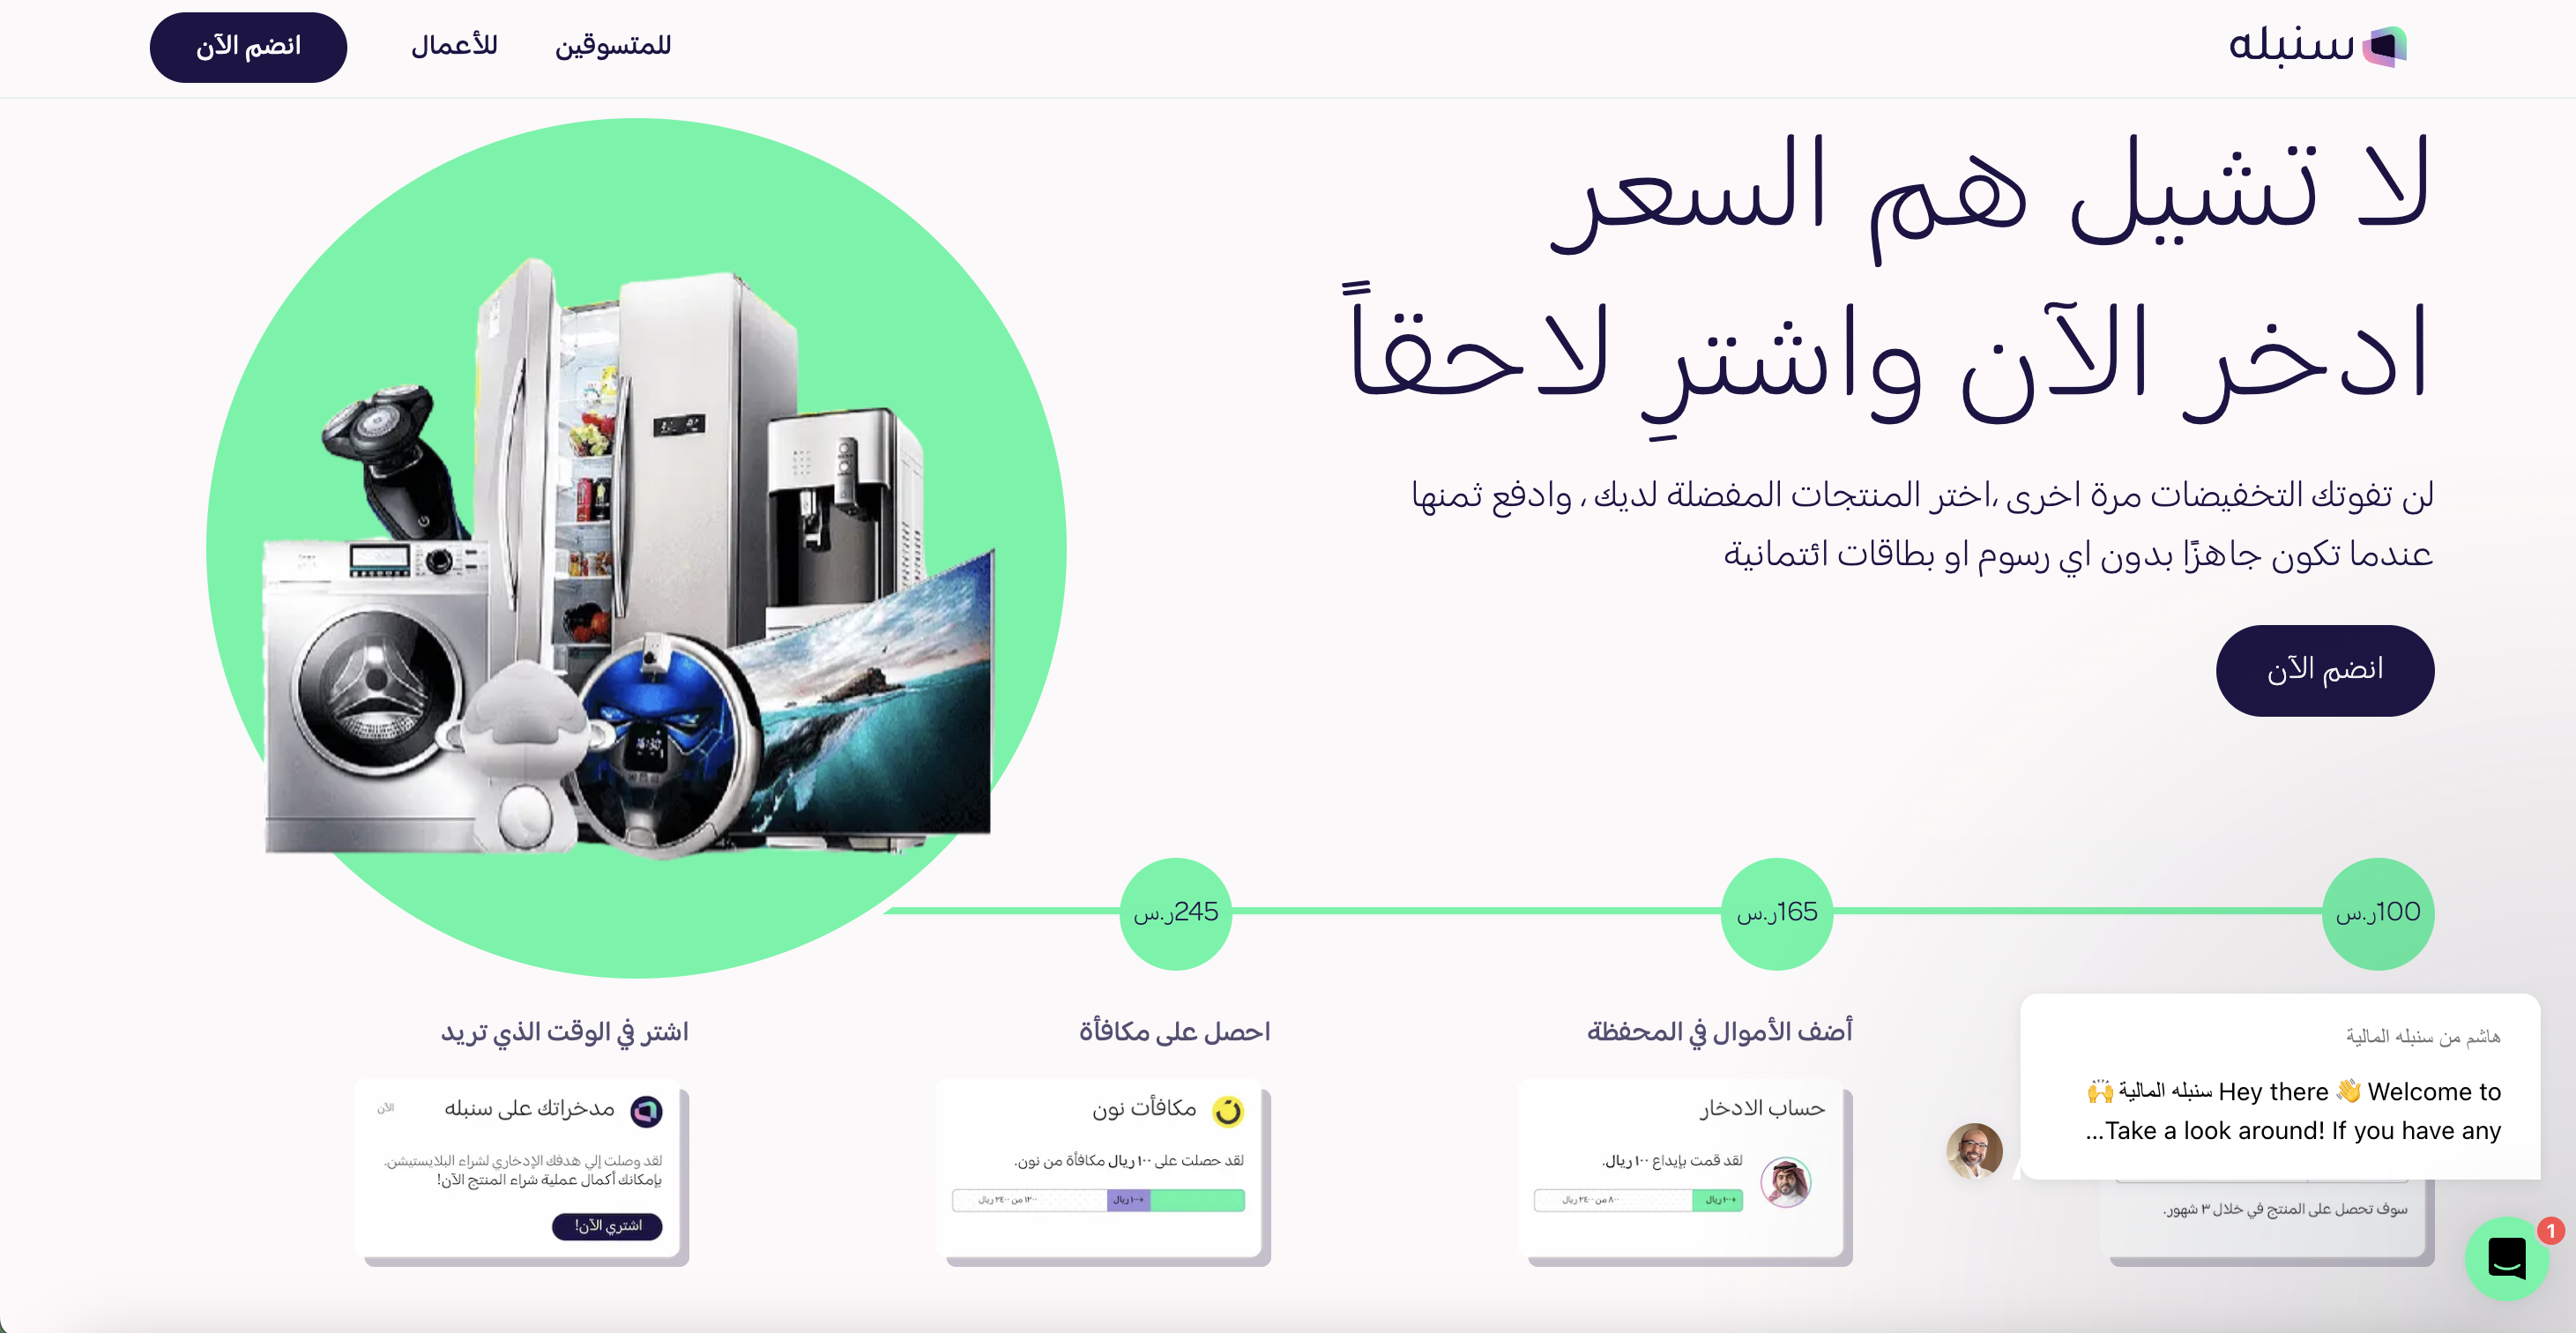 سنبله
للمتسوقين
للأعمال
انضم الآن
لا تشيل هم السعر
ادخر الآن واشترِ لاحقاً
لن تفوتك التخفيضات مرة اخرى ،اختر المنتجات المفضلة لديك ، وادفع ثمنها
عندما تكون جاهزًا بدون اي رسوم او بطاقات ائتمانية
انضم الآن
100ر.س
165ر.س
245ر.س
هاشم من سنبله المالية
Hey there 👋 Welcome to سنبله المالية 🙌
Take a look around! If you have any...
سوف تحصل على المنتج في خلال ٣ شهور.
أضف الأموال في المحفظة
حساب الادخار
لقد قمت بإيداع ١٠٠ ريال.
+١٠٠ ريال
٨٠٠ من ٢٤٠٠ ريال
احصل على مكافأة
مكافأت نون
لقد حصلت على ١٠٠ ريال مكافأة من نون.
+١٠٠ ريال
١٢٠٠ من ٢٤٠٠ ريال
اشتر في الوقت الذي تريد
مدخراتك على سنبله
الآن
لقد وصلت إلي هدفك الإدخاري لشراء البلايستيشن.
بإمكانك أكمال عملية شراء المنتج الآن!
اشتري الآن!
1